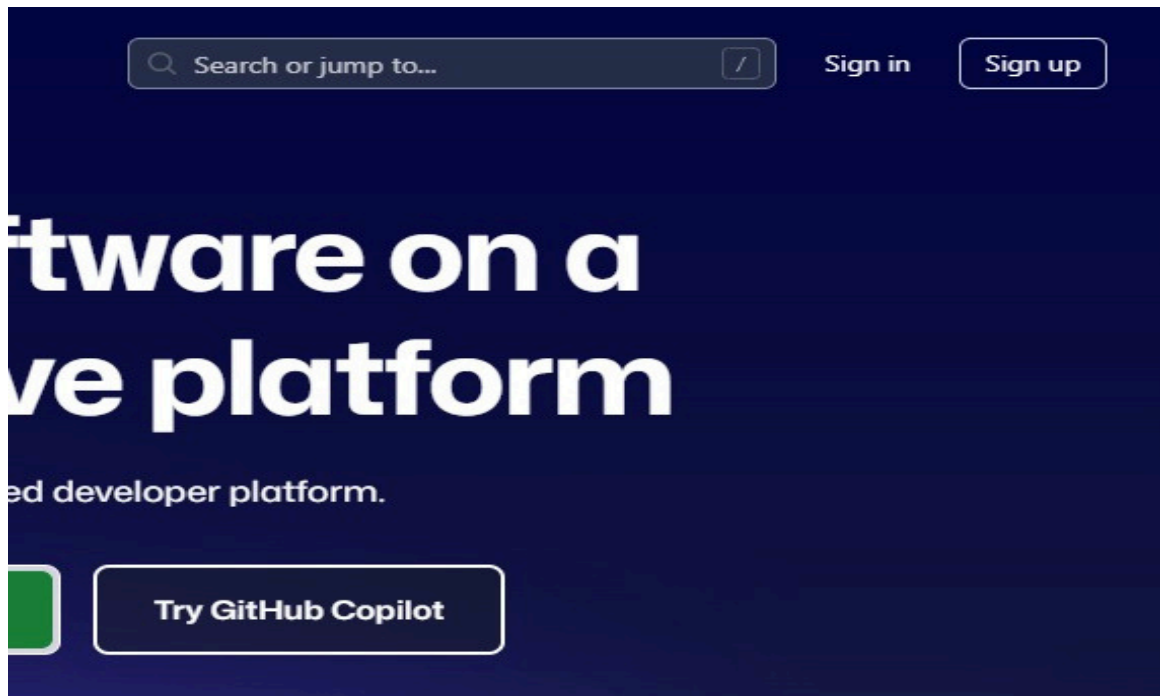 Search or jump to... /
Sign in
Sign up
ftware on a
ve platform
ed developer platform.
Try GitHub Copilot